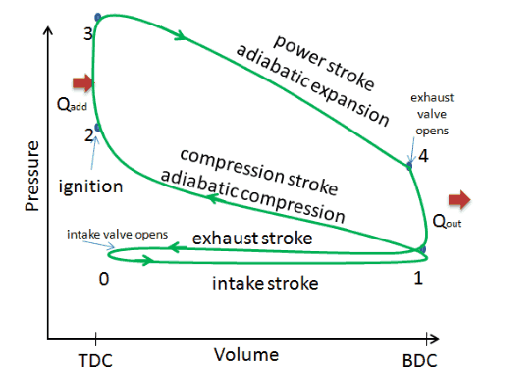 3
power stroke
adiabatic expansion
Qadd
exhaust
valve
opens
4
2
ignition
compression stroke
adiabatic compression
Pressure
Qout
intake valve opens
exhaust stroke
0
intake stroke
1
TDC
Volume
BDC